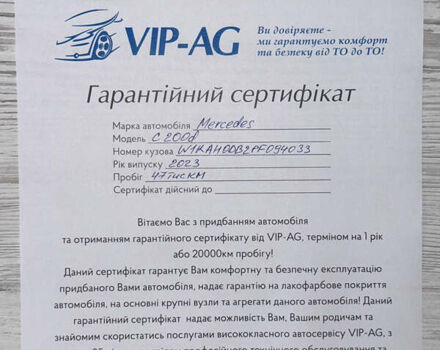 VIP-AG
Ви довіряєте -
ми гарантуємо комфорт
та безпеку від ТО до ТО!
Гарантійний сертифікат
Марка автомобіля Mercedes
Модель C 200d
Номер кузова W1KAH00B2PF094033
Рік випуску 2023
Пробіг 47тис км
Сертифікат дійсний до
Вітаємо Вас з придбанням автомобіля
та отриманням гарантійного сертифікату від VIP-AG, терміном на 1 рік
або 20000км пробігу!
Даний сертифікат гарантує Вам комфортну та безпечну експлуатацію
придбаного Вами автомобіля, надає гарантію на лакофарбове покриття
автомобіля, на основні крупні вузли та агрегати даного автомобіля! Даний
гарантійний сертифікат надає можливість Вам, Вашим родичам та
знайомим скористатись послугами висококласного автосервісу VIP-AG, з